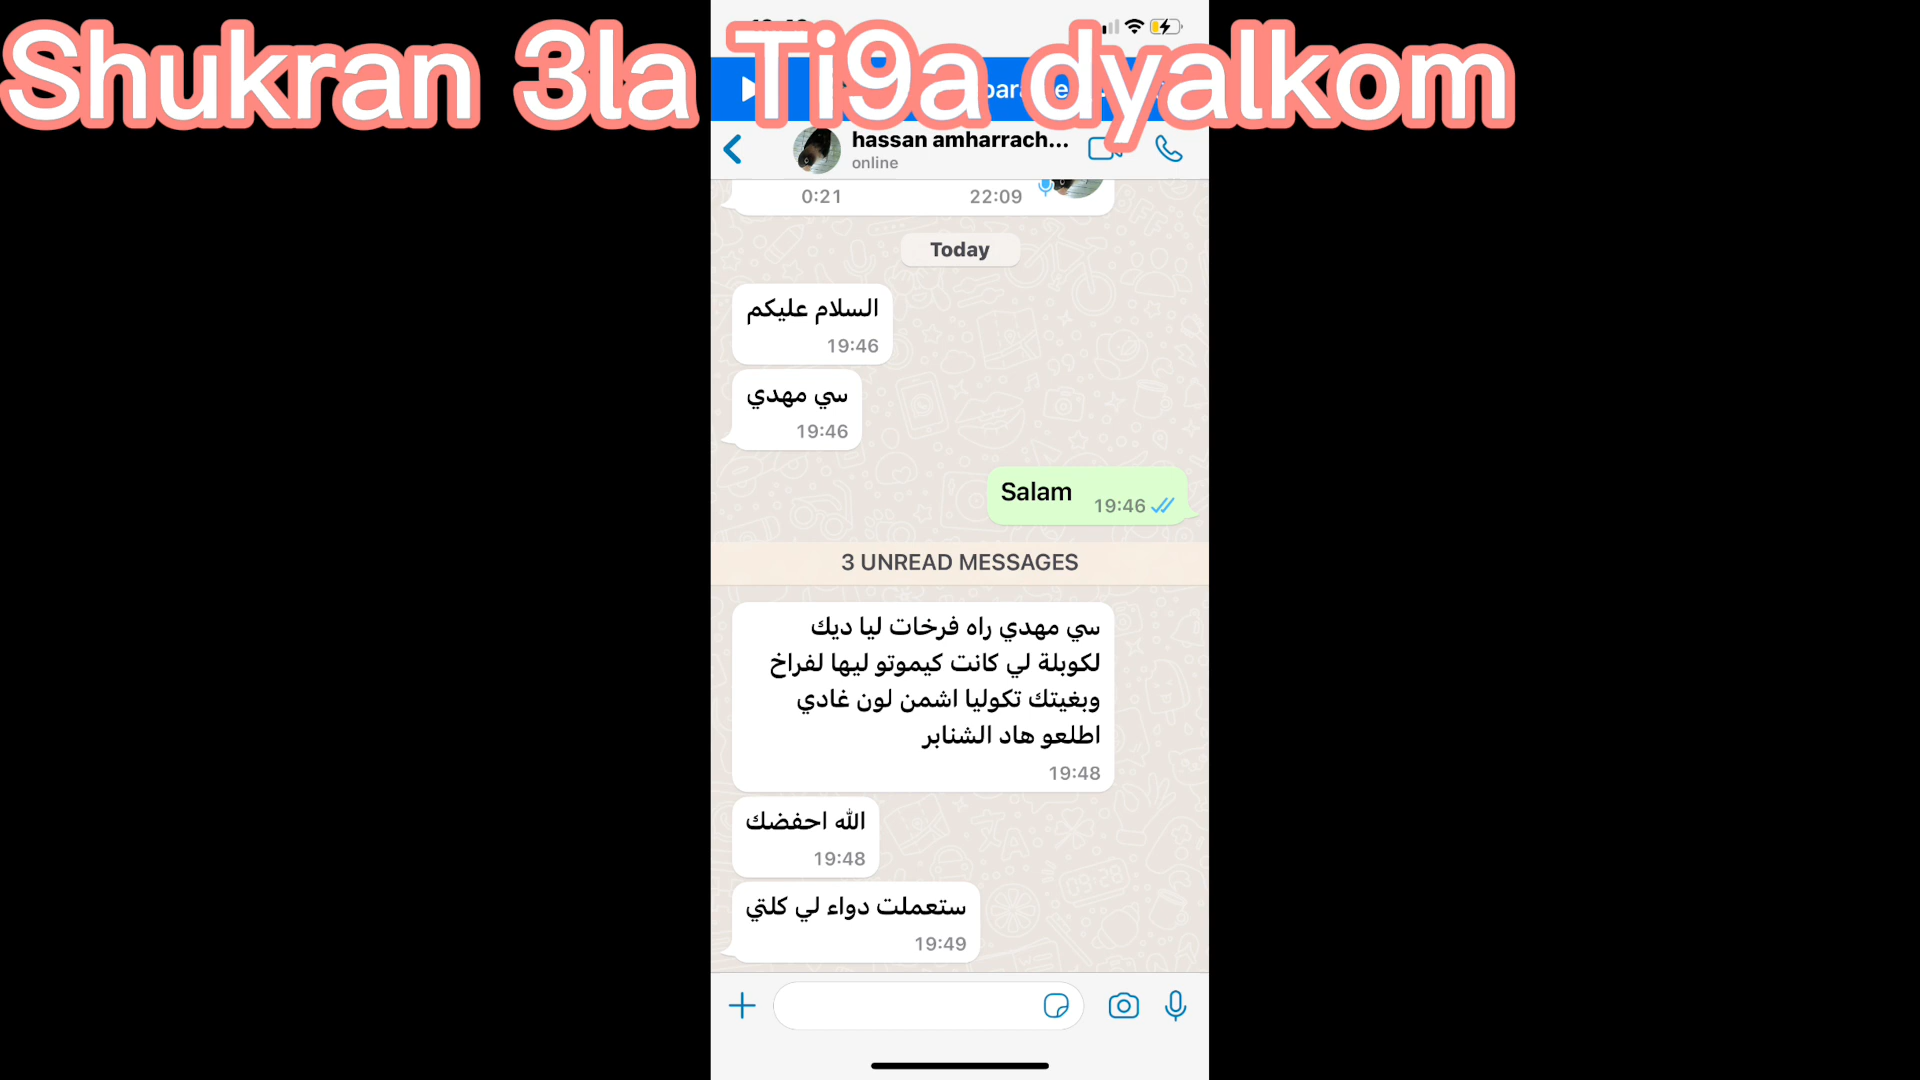 Shukran 3la Ti9a dyalkom
hassan amharrach...
online
0:21
22:09
Today
السلام عليكم
19:46
سي مهدي
19:46
Salam
19:46
3 UNREAD MESSAGES
سي مهدي راه فرخات ليا ديك
لكوبلة لي كانت كيموتو ليها لفراخ
وبغيتك تكوليا اشمن لون غادي
اطلعو هاد الشنابر
19:48
الله احفضك
19:48
ستعملت دواء لي كلتي
19:49